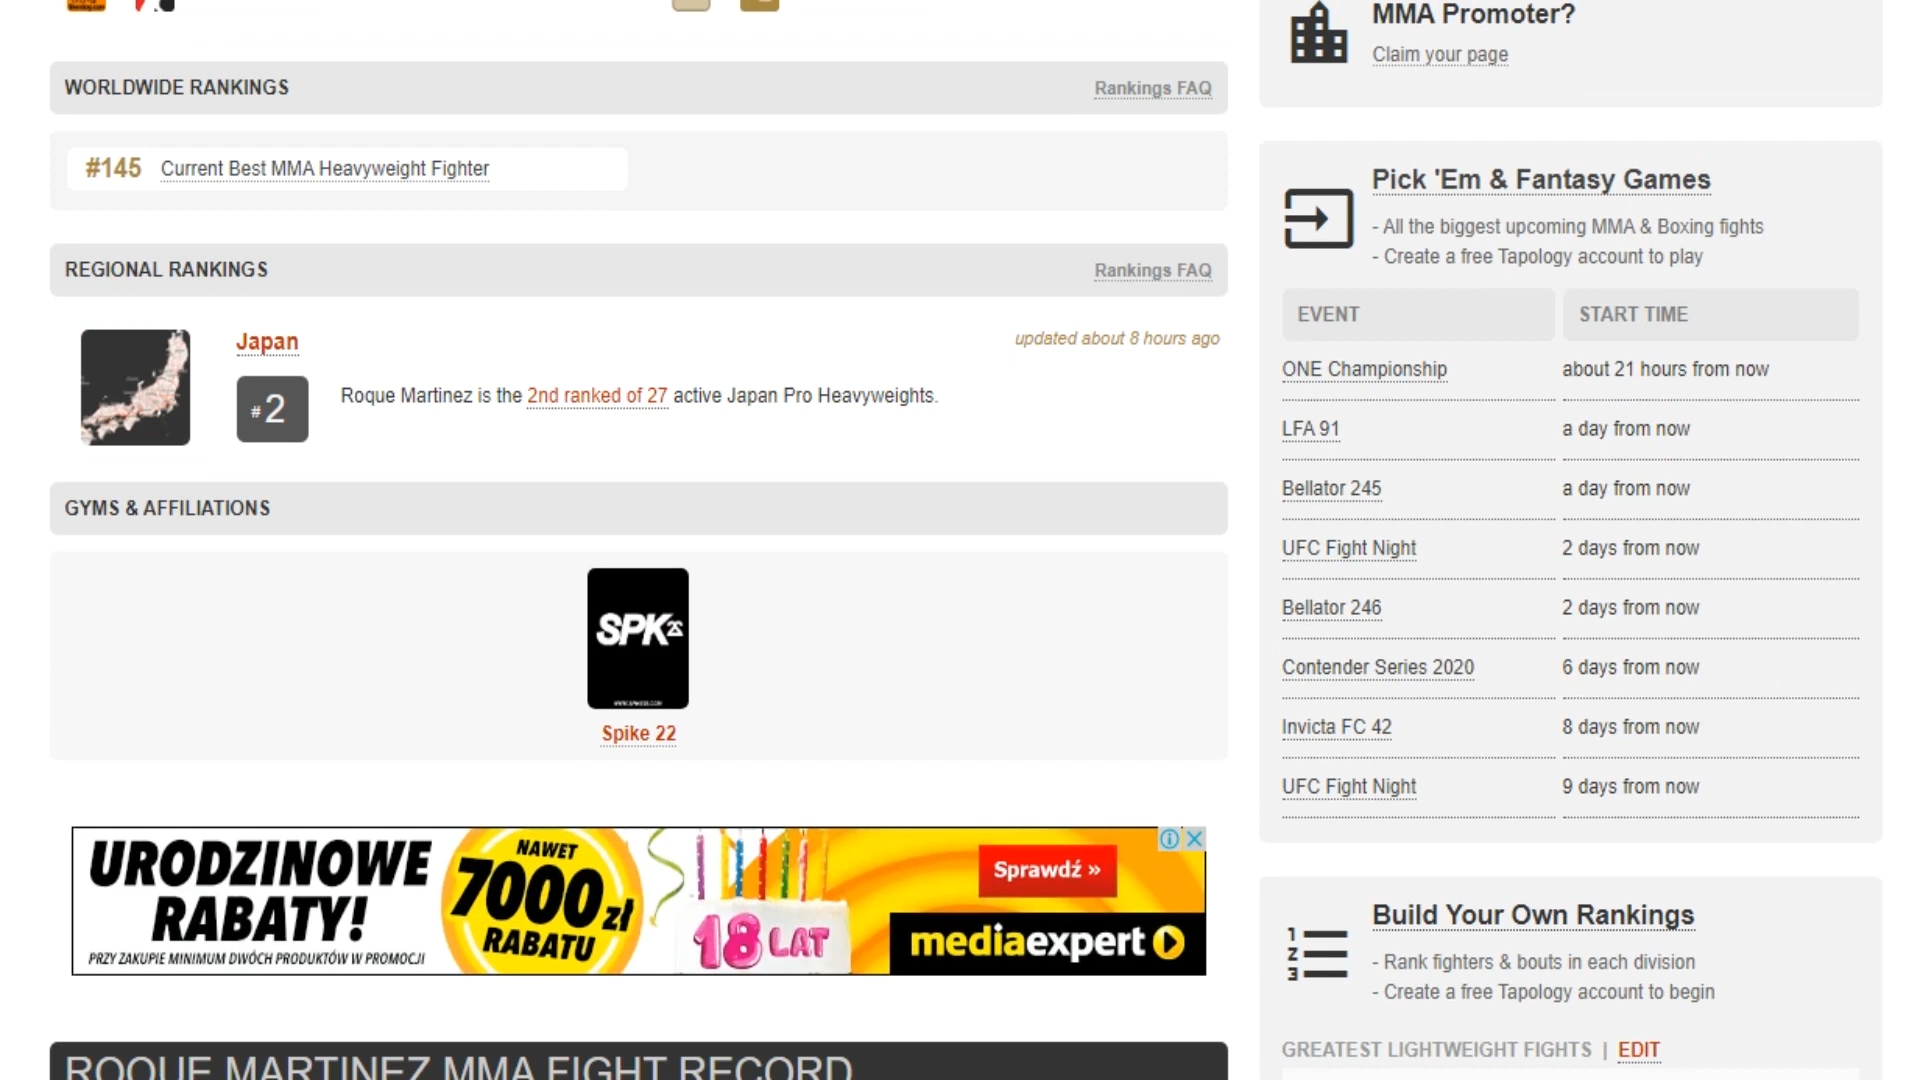 MMA Promoter?
Claim your page
WORLDWIDE RANKINGS
Rankings FAQ
#145 Current Best MMA Heavyweight Fighter
REGIONAL RANKINGS
Rankings FAQ
Japan
updated about 8 hours ago
#2
Roque Martinez is the 2nd ranked of 27 active Japan Pro Heavyweights.
GYMS & AFFILIATIONS
SPK22
Spike 22
URODZINOWE
RABATY!
PRZY ZAKUPIE MINIMUM DWÓCH PRODUKTÓW W PROMOCJI
NAWET
7000 zł
RABATU
18 LAT
Sprawdź »
mediaexpert
ROQUE MARTINEZ MMA FIGHT RECORD
Pick 'Em & Fantasy Games
- All the biggest upcoming MMA & Boxing fights
- Create a free Tapology account to play
EVENT START TIME
ONE Championship about 21 hours from now
LFA 91 a day from now
Bellator 245 a day from now
UFC Fight Night 2 days from now
Bellator 246 2 days from now
Contender Series 2020 6 days from now
Invicta FC 42 8 days from now
UFC Fight Night 9 days from now
Build Your Own Rankings
1
2
3
- Rank fighters & bouts in each division
- Create a free Tapology account to begin
GREATEST LIGHTWEIGHT FIGHTS | EDIT